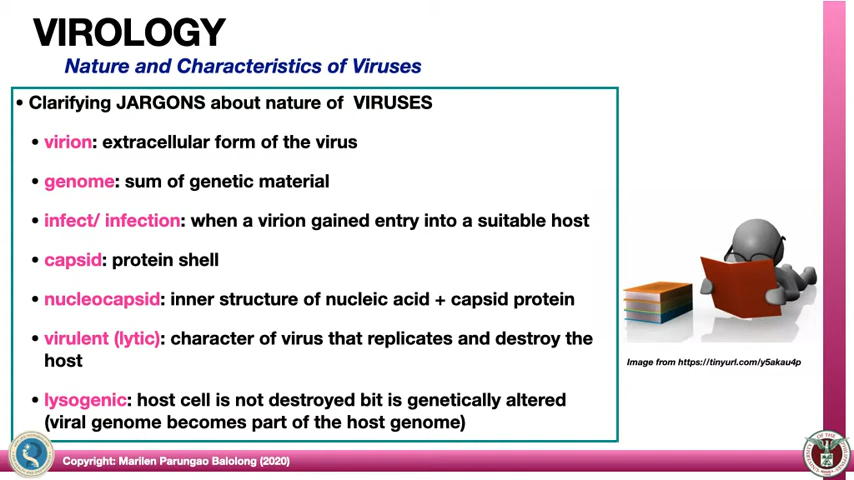 VIROLOGY
Nature and Characteristics of Viruses
• Clarifying JARGONS about nature of VIRUSES
• virion: extracellular form of the virus
• genome: sum of genetic material
• infect/ infection: when a virion gained entry into a suitable host
• capsid: protein shell
• nucleocapsid: inner structure of nucleic acid + capsid protein
• virulent (lytic): character of virus that replicates and destroy the
host
• lysogenic: host cell is not destroyed bit is genetically altered
(viral genome becomes part of the host genome)
Image from https://tinyurl.com/y5akau4p
Copyright: Marilen Parungao Balolong (2020)